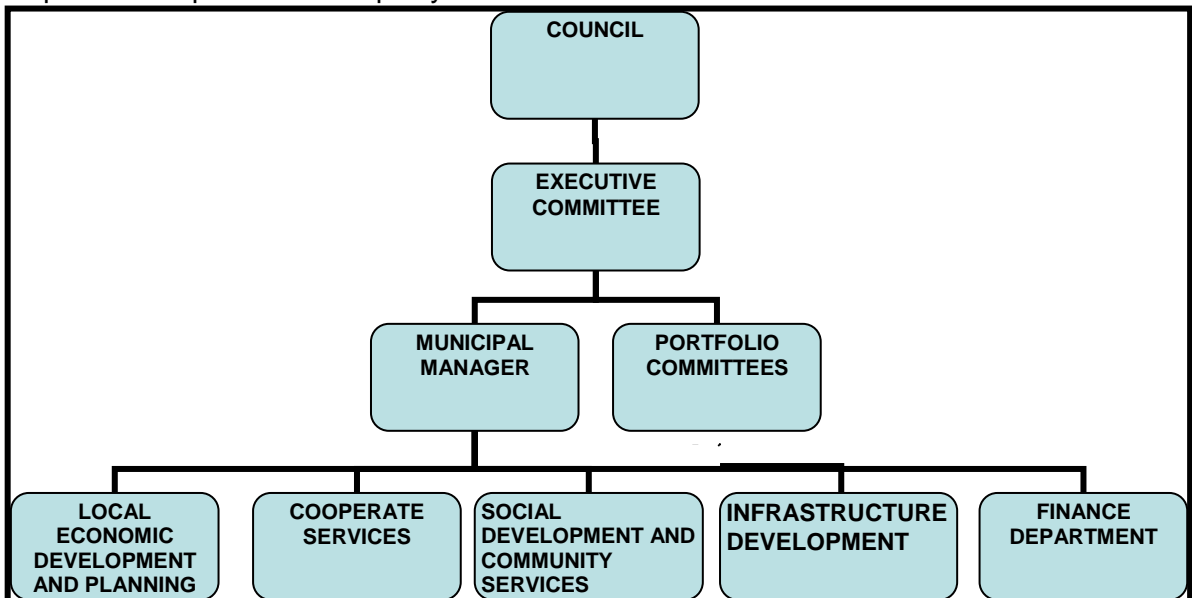 COUNCIL
EXECUTIVE
COMMITTEE
MUNICIPAL
MANAGER
PORTFOLIO
COMMITTEES
LOCAL
ECONOMIC
DEVELOPMENT
AND PLANNING
COOPERATE
SERVICES
SOCIAL
DEVELOPMENT AND
COMMUNITY
SERVICES
INFRASTRUCTURE
DEVELOPMENT
FINANCE
DEPARTMENT